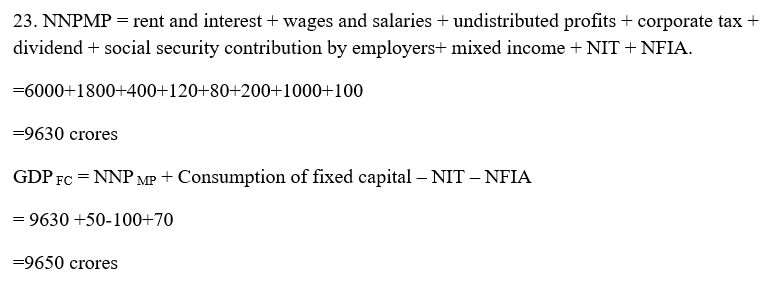 23. NNPMP = rent and interest + wages and salaries + undistributed profits + corporate tax +
dividend + social security contribution by employers+ mixed income + NIT + NFIA.
=6000+1800+400+120+80+200+1000+100
=9630 crores
GDP FC = NNP MP + Consumption of fixed capital – NIT – NFIA
= 9630 +50-100+70
=9650 crores